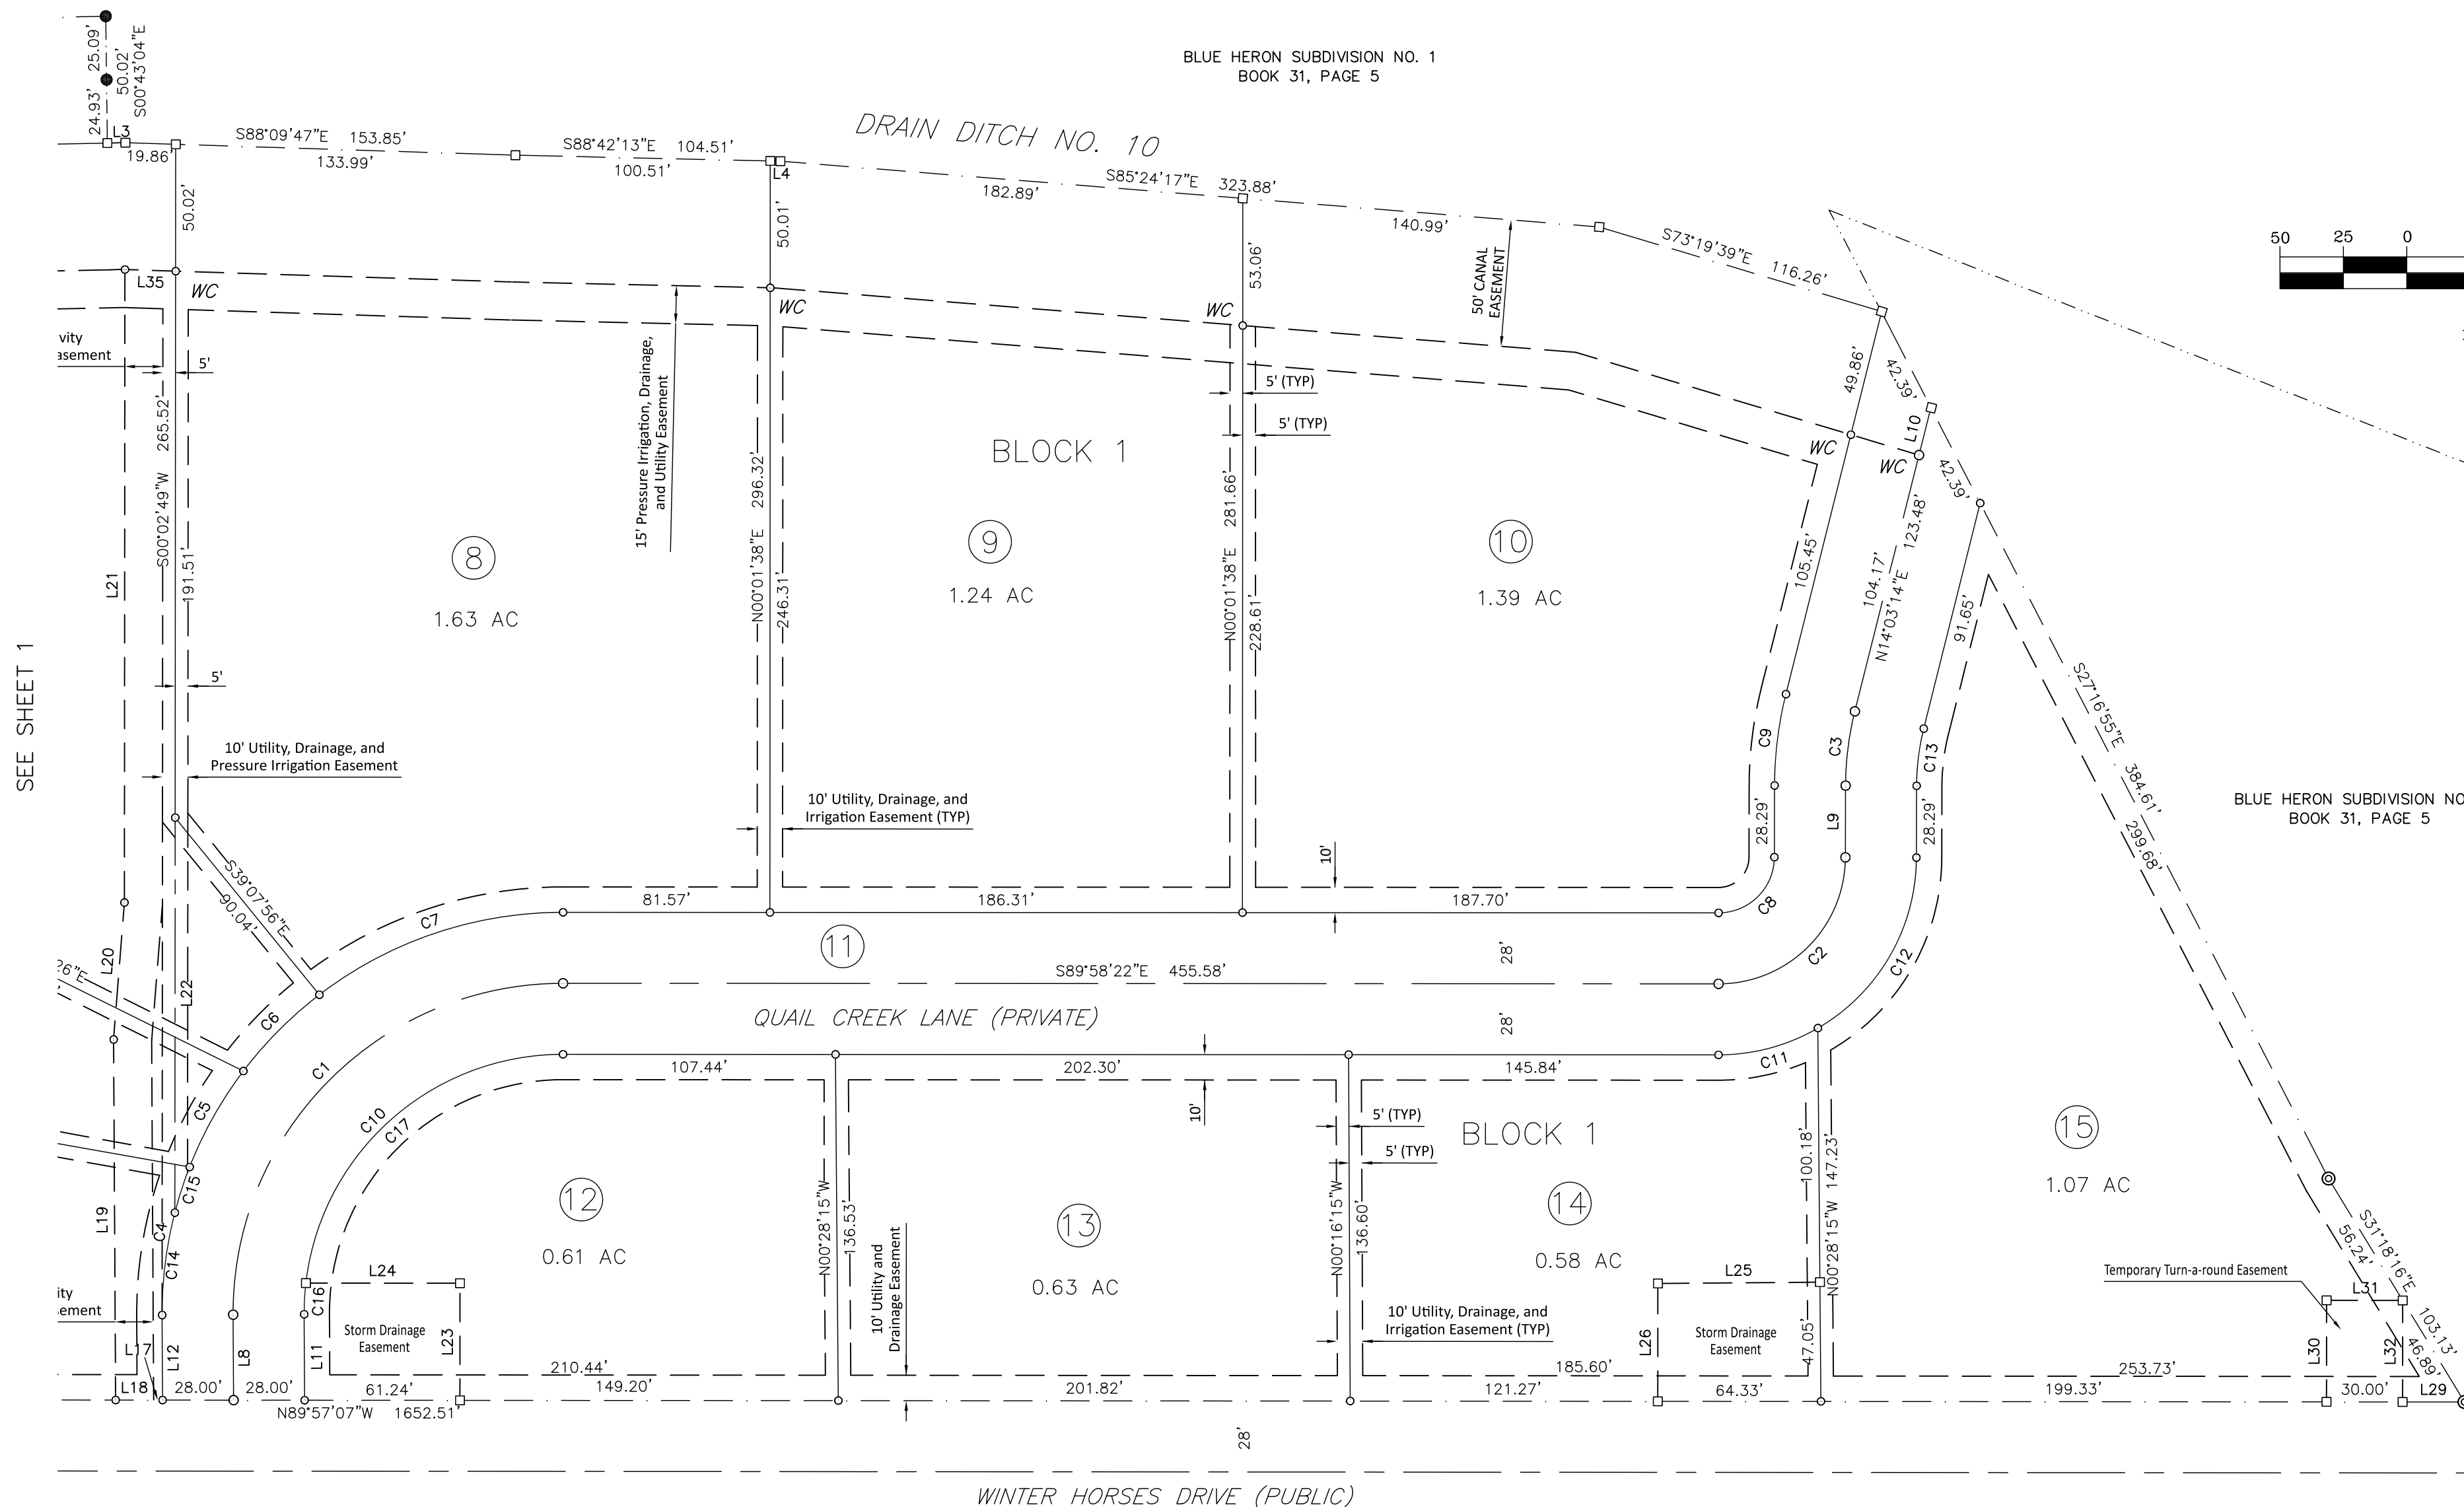 BLUE HERON SUBDIVISION NO. 1
BOOK 31, PAGE 5
24.93' 25.09'
50.02'
S00°43'04"E
L3
19.86'
S88°09'47"E 153.85'
133.99'
S88°42'13"E 104.51'
100.51'
L4
DRAIN DITCH NO. 10
182.89'
S85°24'17"E 323.88'
140.99'
S73°19'39"E 116.26'
50 25 0
50.02'
50.01'
53.06'
50' CANAL
EASEMENT
49.86'
42.39'
L10
42.39'
L35
WC
WC
WC
WC
WC
vity
asement
5'
5' (TYP)
5' (TYP)
15' Pressure Irrigation, Drainage,
and Utility Easement
S00°02'49"W 265.52'
191.51'
L21
N00°01'38"E 296.32'
246.31'
BLOCK 1
N00°01'38"E 281.66'
228.61'
8
1.63 AC
9
1.24 AC
10
1.39 AC
105.45'
104.17'
N14°03'14"E 123.48'
91.65'
S27°16'55"E 384.61'
299.68'
SEE SHEET 1
5'
10' Utility, Drainage, and
Pressure Irrigation Easement
10' Utility, Drainage, and
Irrigation Easement (TYP)
C9
C3
C13
28.29'
L9
28.29'
BLUE HERON SUBDIVISION NO
BOOK 31, PAGE 5
S39°07'56"E
90.04'
C7
81.57'
186.31'
10'
187.70'
C8
L20
26"E
L22
C6
C1
11
S89°58'22"E 455.58'
28'
C2
C12
QUAIL CREEK LANE (PRIVATE)
28'
C5
C10
C17
107.44'
202.30'
10'
145.84'
C11
5' (TYP)
5' (TYP)
BLOCK 1
100.18'
N00°28'15"W 147.23'
15
1.07 AC
C15
C4
C14
L19
12
0.61 AC
N00°28'15"W
136.53'
13
0.63 AC
N00°16'15"W
136.60'
14
0.58 AC
L24
C16
Storm Drainage
Easement
L23
10' Utility and
Drainage Easement
10' Utility, Drainage, and
Irrigation Easement (TYP)
L25
L26
Storm Drainage
Easement
47.05'
Temporary Turn-a-round Easement
S31°18'16"E
56.24'
103.13'
46.89'
L31
L30
L32
ity
ement
L17
L12
L8
L11
L18
28.00'
28.00'
61.24'
210.44'
149.20'
201.82'
185.60'
121.27'
64.33'
253.73'
199.33'
30.00'
L29
N89°57'07"W 1652.51'
28'
WINTER HORSES DRIVE (PUBLIC)